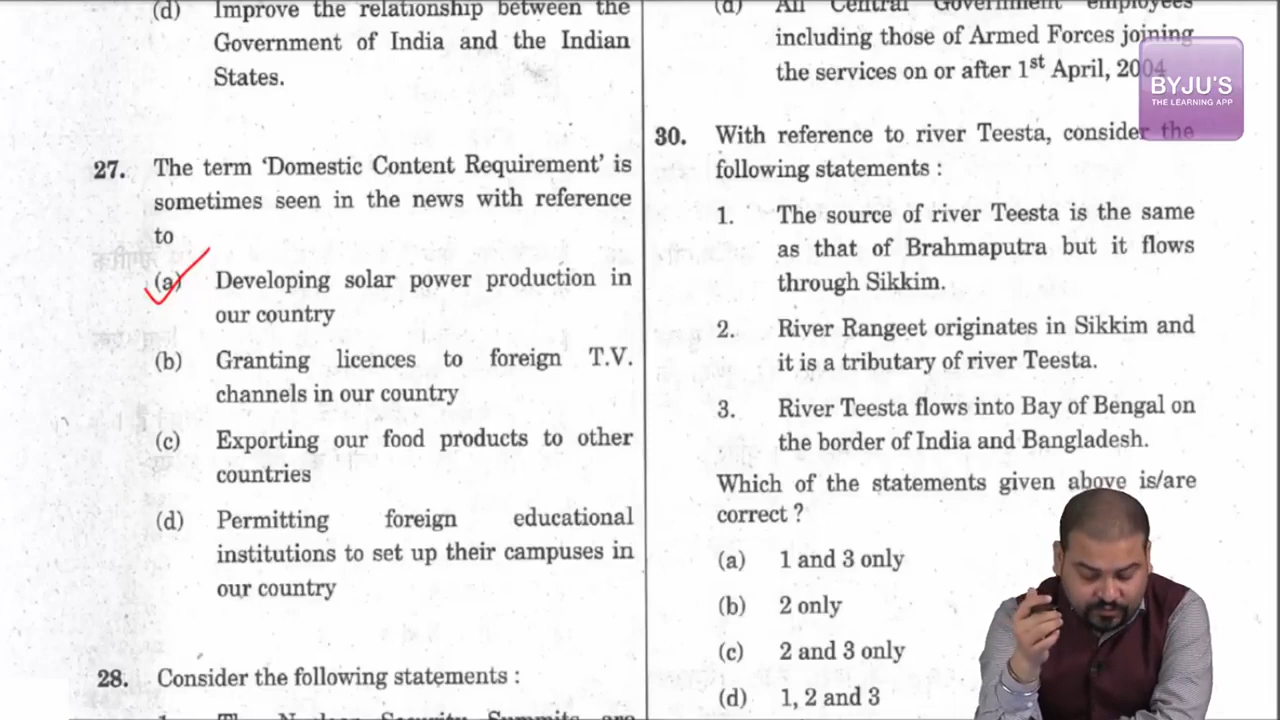 (d) Improve the relationship between the
Government of India and the Indian
States.
27. The term ‘Domestic Content Requirement’ is
sometimes seen in the news with reference
to
(a) Developing solar power production in
our country
(b) Granting licences to foreign T.V.
channels in our country
(c) Exporting our food products to other
countries
(d) Permitting foreign educational
institutions to set up their campuses in
our country
28. Consider the following statements :
(d) All Central Government employees
including those of Armed Forces joining
the services on or after 1st April, 2004
30. With reference to river Teesta, consider the
following statements :
1. The source of river Teesta is the same
as that of Brahmaputra but it flows
through Sikkim.
2. River Rangeet originates in Sikkim and
it is a tributary of river Teesta.
3. River Teesta flows into Bay of Bengal on
the border of India and Bangladesh.
Which of the statements given above is/are
correct ?
(a) 1 and 3 only
(b) 2 only
(c) 2 and 3 only
(d) 1, 2 and 3
BYJU'S
THE LEARNING APP